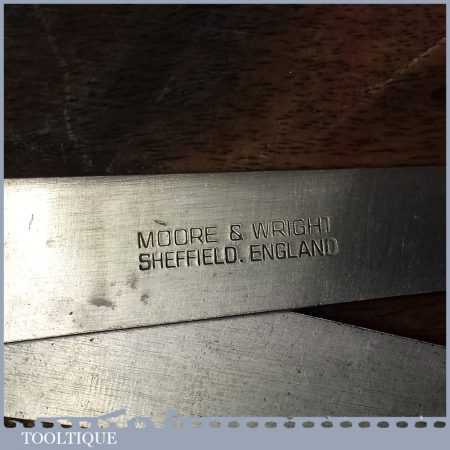 MOORE & WRIGHT
SHEFFIELD. ENGLAND
TOOLTIQUE